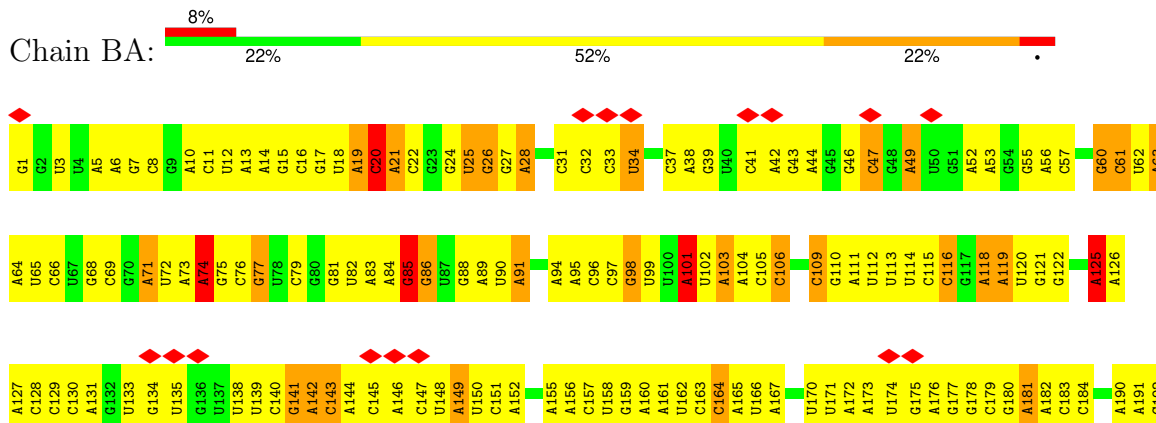 8%
Chain BA:
22% 52% 22% •
G1 G2 U3 U4 A5 A6 G7 C8 G9 A10 C11 U12 A13 A14 G15 C16 G17 U18 A19 C20 A21 C22 G23 G24 U25 G26 G27 A28 C31 C32 C33 U34 C37 A38 G39 U40 C41 A42 G43 A44 G45 G46 C47 G48 A49 U50 G51 A52 A53 G54 G55 A56 C57 G60 C61 U62
A64 U65 C66 U67 G68 C69 G70 A71 U72 A73 A74 G75 C76 G77 U78 C79 G80 G81 U82 A83 A84 G85 G86 U87 G88 A89 U90 A91 A94 A95 C96 C97 G98 U99 U100 A101 U102 A103 A104 C105 C106 C109 G110 A111 U112 U113 U114 C115 C116 G117 A118 A119 U120 G121 G122 A125 A126
A127 C128 C129 C130 A131 G132 U133 G134 U135 G136 U137 U138 U139 C140 G141 A142 C143 A144 C145 A146 C147 U148 A149 U150 C151 A152 A155 A156 C157 U158 G159 A160 A161 U162 C163 C164 A165 U166 A167 U170 U171 A172 A173 U174 G175 A176 G177 G178 C179 G180 A181 A182 C183 C184 A190 A191